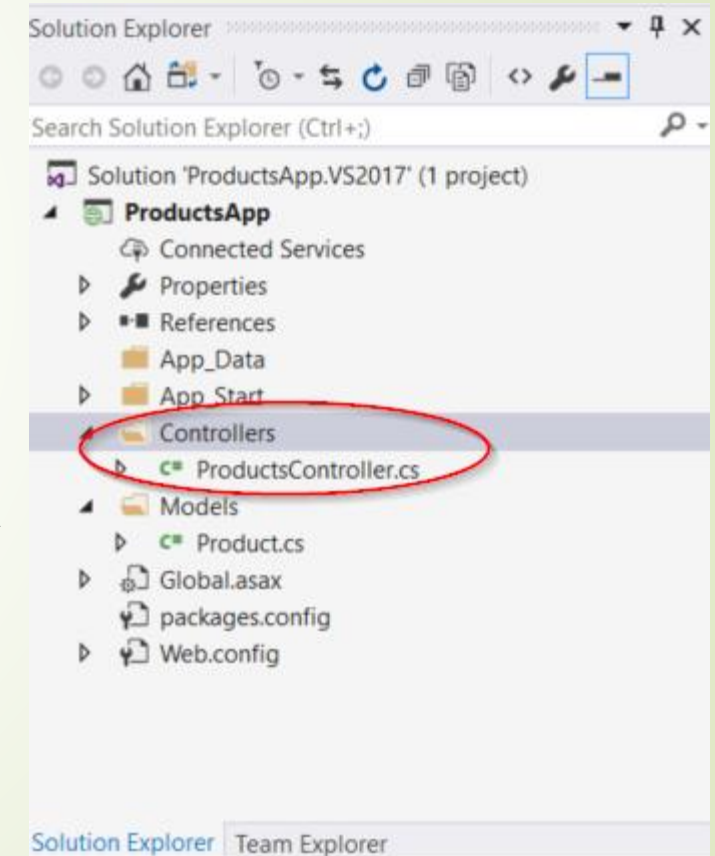 Solution Explorer
Search Solution Explorer (Ctrl+;)
Solution 'ProductsApp.VS2017' (1 project)
ProductsApp
Connected Services
Properties
References
App_Data
App_Start
Controllers
C# ProductsController.cs
Models
C# Product.cs
Global.asax
packages.config
Web.config
Solution Explorer Team Explorer